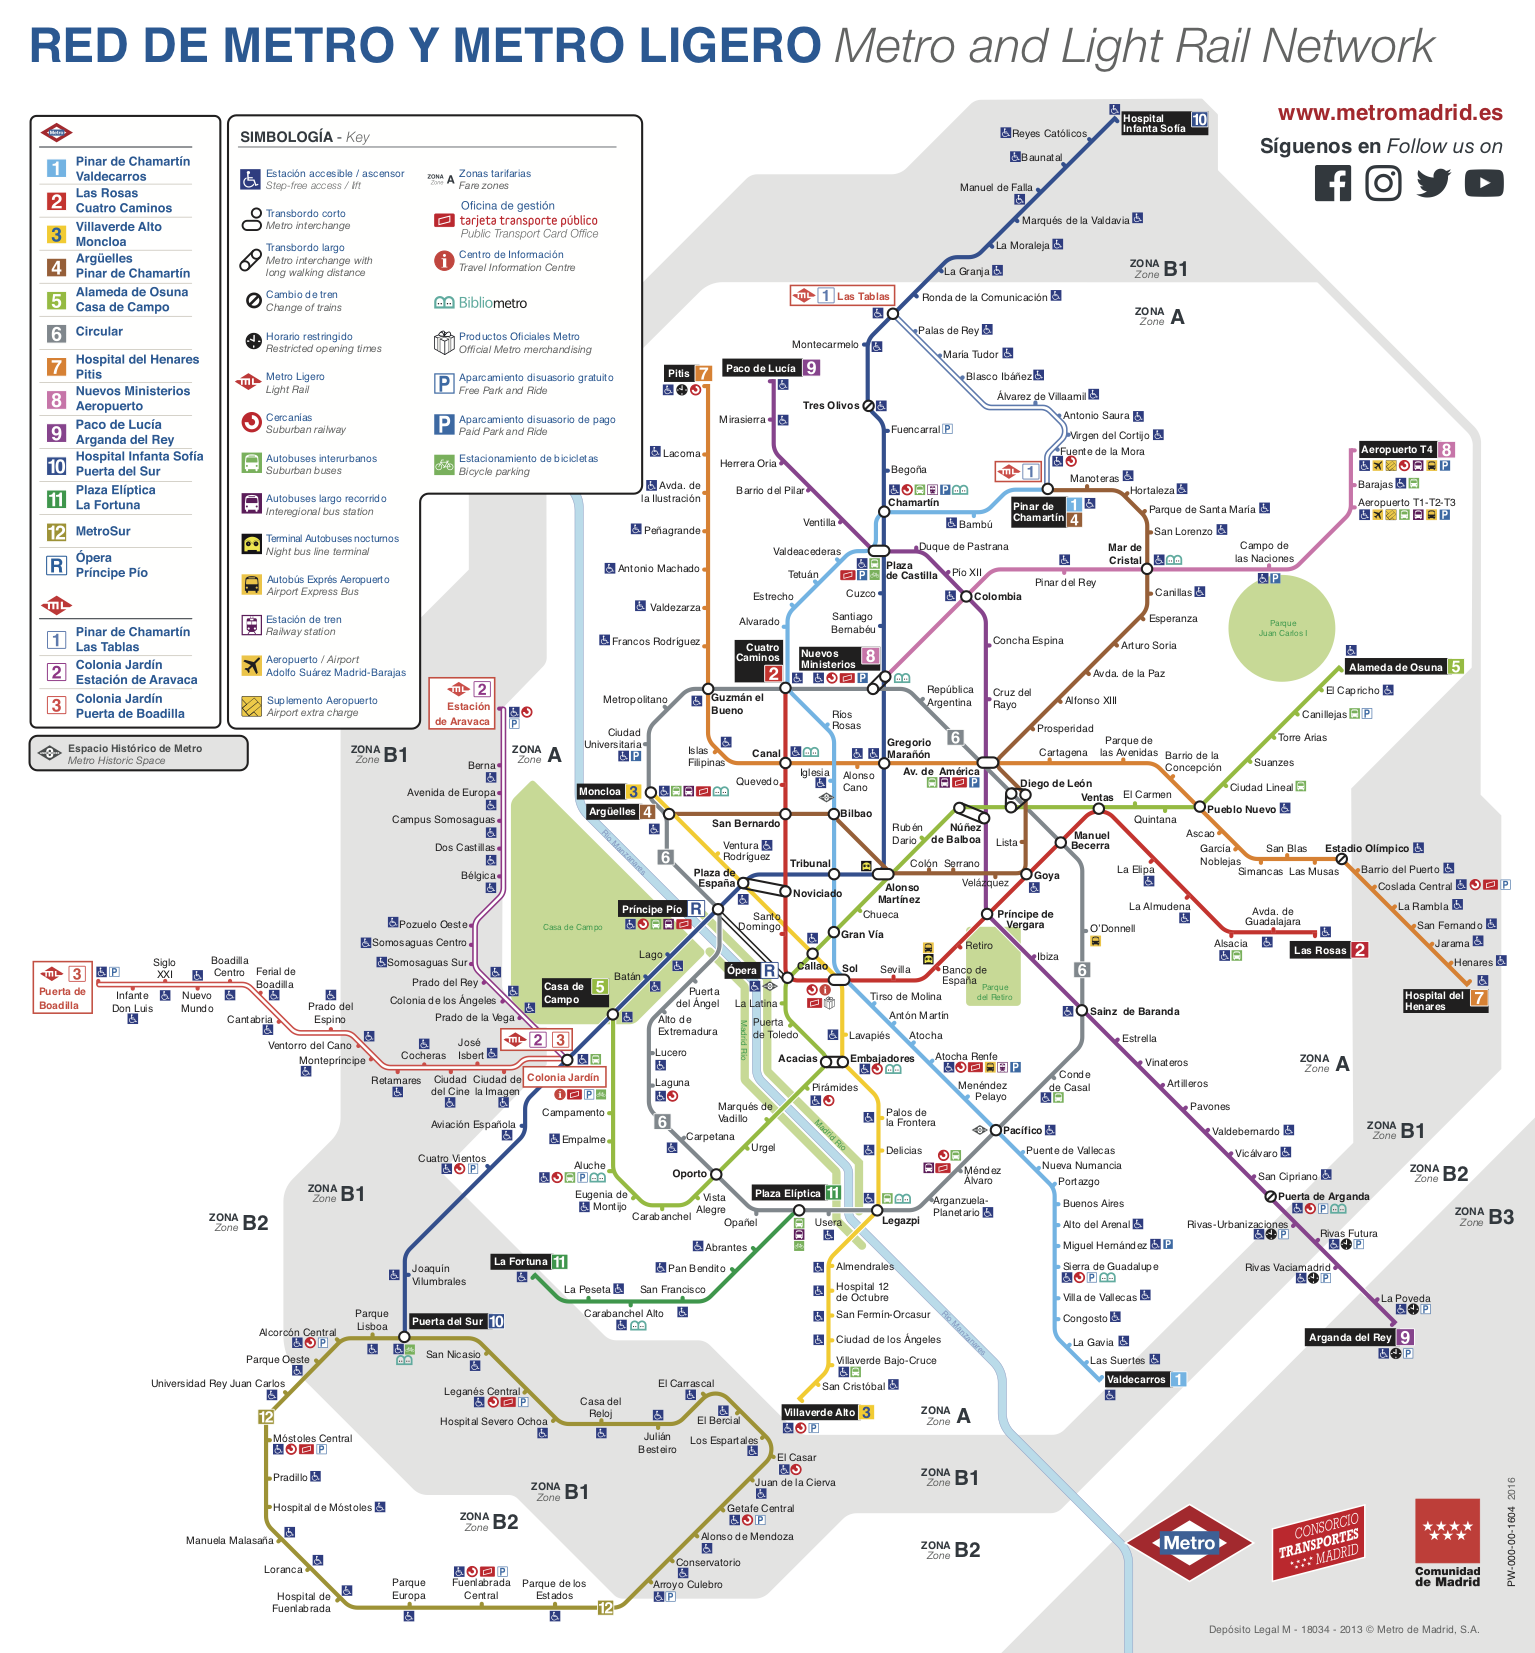 RED DE METRO Y METRO LIGERO Metro and Light Rail Network
www.metromadrid.es
Síguenos en Follow us on
Metro
1 Pinar de Chamartín
Valdecarros
2 Las Rosas
Cuatro Caminos
3 Villaverde Alto
Moncloa
4 Argüelles
Pinar de Chamartín
5 Alameda de Osuna
Casa de Campo
6 Circular
7 Hospital del Henares
Pitis
8 Nuevos Ministerios
Aeropuerto
9 Paco de Lucía
Arganda del Rey
10 Hospital Infanta Sofía
Puerta del Sur
11 Plaza Elíptica
La Fortuna
12 MetroSur
R Ópera
Príncipe Pío
mL
1 Pinar de Chamartín
Las Tablas
2 Colonia Jardín
Estación de Aravaca
3 Colonia Jardín
Puerta de Boadilla
Espacio Histórico de Metro
Metro Historic Space
SIMBOLOGÍA - Key
Estación accesible / ascensor
Step-free access / lift
Transbordo corto
Metro interchange
Transbordo largo
Metro interchange with
long walking distance
Cambio de tren
Change of trains
Horario restringido
Restricted opening times
Metro Ligero
Light Rail
Cercanías
Suburban railway
Autobuses interurbanos
Suburban buses
Autobuses largo recorrido
Interegional bus station
Terminal Autobuses nocturnos
Night bus line terminal
Autobús Exprés Aeropuerto
Airport Express Bus
Estación de tren
Railway station
Aeropuerto / Airport
Adolfo Suárez Madrid-Barajas
Suplemento Aeropuerto
Airport extra charge
ZONA Zone A
Zonas tarifarias
Fare zones
Oficina de gestión
tarjeta transporte público
Public Transport Card Office
Centro de Información
Travel Information Centre
Bibliometro
Productos Oficiales Metro
Official Metro merchandising
Aparcamiento disuasorio gratuito
Free Park and Ride
Aparcamiento disuasorio de pago
Paid Park and Ride
Estacionamiento de bicicletas
Bicycle parking
Hospital
Infanta Sofía 10
Reyes Católicos
Baunatal
Manuel de Falla
Marqués de la Valdavia
La Moraleja
La Granja
Ronda de la Comunicación
ZONA Zone B1
ZONA Zone A
mL 1 Las Tablas
Palas de Rey
Montecarmelo
María Tudor
Blasco Ibáñez
Álvarez de Villaamil
Antonio Saura
Virgen del Cortijo
Fuente de la Mora
mL 1
Tres Olivos
Fuencarral
Begoña
Chamartín
Bambú
Pinar de
Chamartín 1 4
Manoteras
Hortaleza
Parque de Santa María
San Lorenzo
Mar de
Cristal
Canillas
Esperanza
Arturo Soria
Avda. de la Paz
Alfonso XIII
Prosperidad
Pitis 7
Paco de Lucía 9
Mirasierra
Herrera Oria
Barrio del Pilar
Ventilla
Lacoma
Avda. de
la Ilustración
Peñagrande
Antonio Machado
Valdezarza
Francos Rodríguez
Valdeacederas
Tetuán
Estrecho
Alvarado
Plaza
de Castilla
Duque de Pastrana
Pío XII
Colombia
Concha Espina
Cruz del
Rayo
Cuzco
Santiago
Bernabéu
Cuatro
Caminos 2
Nuevos
Ministerios 8
Pinar del Rey
Campo de
las Naciones
Aeropuerto T4 8
Barajas
Aeropuerto T1-T2-T3
Parque
Juan Carlos I
Alameda de Osuna 5
El Capricho
Canillejas
Torre Arias
Suanzes
Ciudad Lineal
Pueblo Nuevo
mL 2
Estación
de Aravaca
ZONA Zone B1
ZONA Zone A
Berna
Avenida de Europa
Campus Somosaguas
Dos Castillas
Bélgica
Pozuelo Oeste
Somosaguas Centro
Somosaguas Sur
Prado del Rey
Colonia de los Ángeles
Prado de la Vega
Metropolitano
Guzmán el
Bueno
Ciudad
Universitaria
Islas
Filipinas
Canal
Quevedo
Ríos
Rosas
Iglesia
Alonso
Cano
Gregorio
Marañón
República
Argentina
6
Av. de América
Cartagena
Parque de
las Avenidas
Barrio de la
Concepción
Diego de León
Ventas
El Carmen
Quintana
Moncloa 3
Argüelles 4
San Bernardo
Bilbao
Rubén
Darío
Núñez
de Balboa
Lista
Manuel
Becerra
Ventura
Rodríguez
6
Río Manzanares
Plaza de
España
Tribunal
Noviciado
Alonso
Martínez
Colón
Serrano
Velázquez
Goya
Ascao
García
Noblejas
San Blas
Simancas
Las Musas
Estadio Olímpico
Barrio del Puerto
Coslada Central
La Rambla
San Fernando
Jarama
Henares
Hospital del
Henares 7
La Elipa
La Almudena
Alsacia
Avda. de
Guadalajara
Las Rosas 2
Príncipe Pío R
Casa de Campo
Lago
Batán
Casa de
Campo 5
Santo
Domingo
Chueca
Gran Vía
Callao
Ópera R
Sol
Sevilla
Banco de
España
Retiro
Príncipe de
Vergara
Parque
del Retiro
Ibiza
O'Donnell
6
Sainz de Baranda
Estrella
Vinateros
Artilleros
Pavones
Valdebernardo
Vicálvaro
San Cipriano
Puerta de Arganda
Rivas-Urbanizaciones
Rivas Futura
Rivas Vaciamadrid
La Poveda
Arganda del Rey 9
ZONA Zone A
ZONA Zone B1
ZONA Zone B2
ZONA Zone B3
mL 3
Puerta de
Boadilla
Infante
Don Luis
Siglo
XXI
Nuevo
Mundo
Boadilla
Centro
Ferial de
Boadilla
Cantabria
Prado del
Espino
Ventorro del Cano
Montepríncipe
Retamares
Cocheras
Ciudad
del Cine
José
Isbert
Ciudad de
la Imagen
mL 2 3
Colonia Jardín
Aviación Española
Cuatro Vientos
Joaquín
Vilumbrales
Puerta
del Ángel
Alto de
Extremadura
Lucero
Laguna
6
Carpetana
Oporto
Opañel
Campamento
Empalme
Aluche
Eugenia de
Montijo
Carabanchel
Vista
Alegre
Urgel
Marqués de
Vadillo
Pirámides
Acacias
Puerta
de Toledo
La Latina
Madrid Río
Madrid Río
Tirso de Molina
Antón Martín
Atocha
Atocha Renfe
Menéndez
Pelayo
Lavapiés
Embajadores
Palos de
la Frontera
Delicias
Conde
de Casal
Pacífico
Méndez
Álvaro
Arganzuela-
Planetario
Legazpi
Usera
Plaza Elíptica 11
Abrantes
Pan Bendito
San Francisco
Carabanchel Alto
La Peseta
La Fortuna 11
Puente de Vallecas
Nueva Numancia
Portazgo
Buenos Aires
Alto del Arenal
Miguel Hernández
Sierra de Guadalupe
Villa de Vallecas
Congosto
La Gavia
Las Suertes
Valdecarros 1
Almendrales
Hospital 12
de Octubre
San Fermín-Orcasur
Ciudad de los Ángeles
Villaverde Bajo-Cruce
San Cristóbal
Villaverde Alto 3
Río Manzanares
ZONA Zone B1
ZONA Zone B2
Puerta del Sur 10
Parque
Lisboa
Alcorcón Central
Parque Oeste
Universidad Rey Juan Carlos
12
Móstoles Central
Pradillo
Hospital de Móstoles
Manuela Malasaña
Loranca
Hospital de
Fuenlabrada
Parque
Europa
Fuenlabrada
Central
Parque de los
Estados
12
Arroyo Culebro
Conservatorio
Alonso de Mendoza
Getafe Central
Juan de la Cierva
El Casar
Los Espartales
El Bercial
El Carrascal
Julián
Besteiro
Casa del
Reloj
Hospital Severo Ochoa
Leganés Central
San Nicasio
ZONA Zone B1
ZONA Zone B2
ZONA Zone A
ZONA Zone B1
ZONA Zone B2
Metro
CONSORCIO
TRANSPORTES
MADRID
Comunidad
de Madrid
PW-000-00-1604 2016
Depósito Legal M - 18034 - 2013 © Metro de Madrid, S.A.